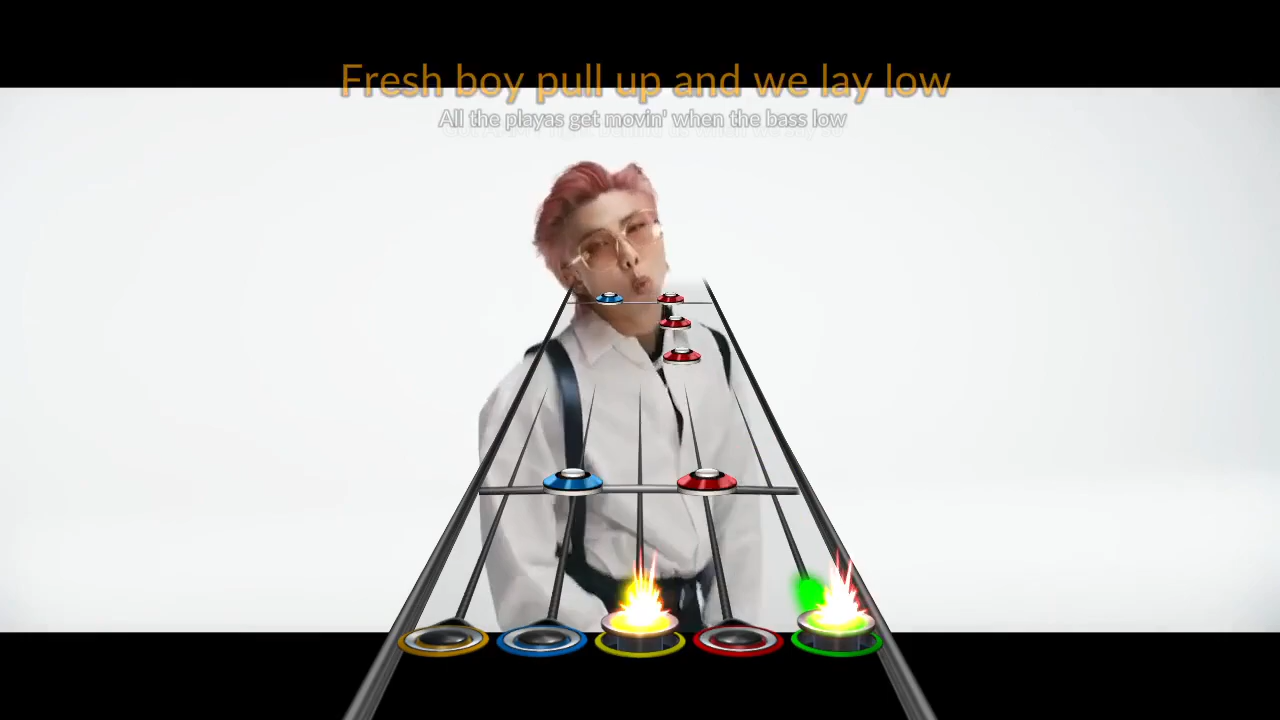 Fresh boy pull up and we lay low
All the playas get movin' when the bass low